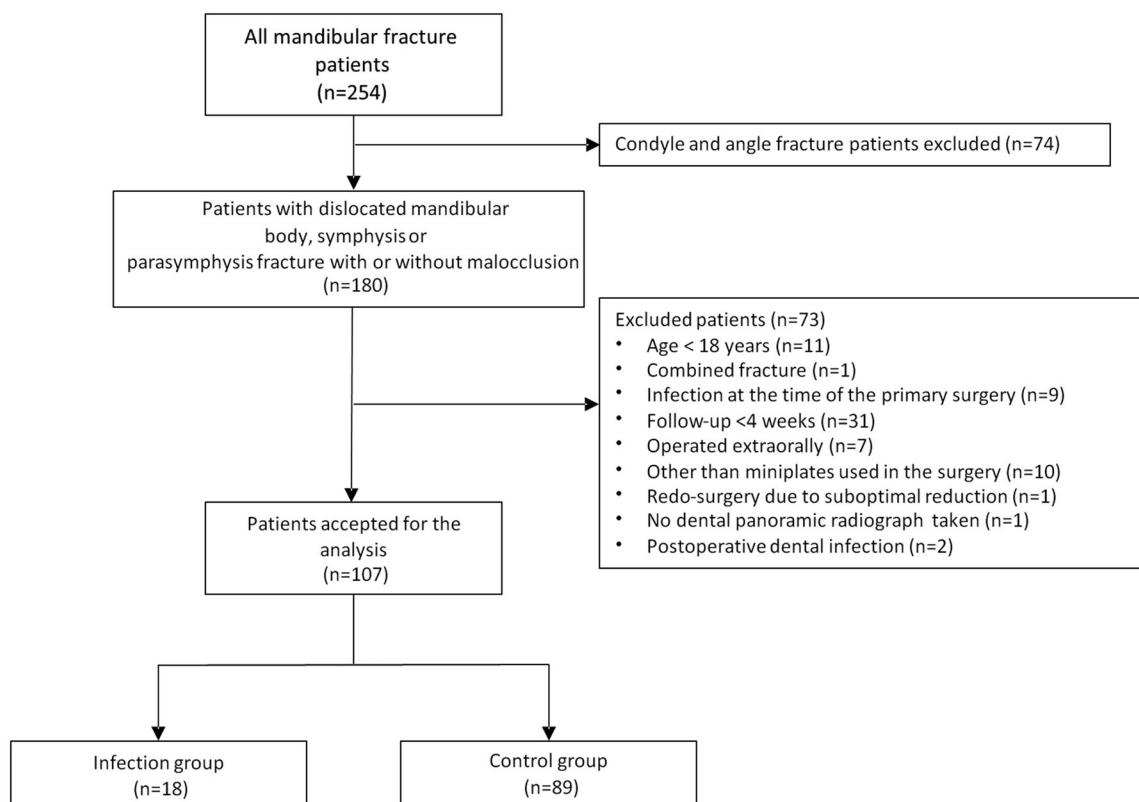 All mandibular fracture
patients
(n=254)
Condyle and angle fracture patients excluded (n=74)
Patients with dislocated mandibular
body, symphysis or
parasymphysis fracture with or without malocclusion
(n=180)
Excluded patients (n=73)
• Age < 18 years (n=11)
• Combined fracture (n=1)
• Infection at the time of the primary surgery (n=9)
• Follow-up <4 weeks (n=31)
• Operated extraorally (n=7)
• Other than miniplates used in the surgery (n=10)
• Redo-surgery due to suboptimal reduction (n=1)
• No dental panoramic radiograph taken (n=1)
• Postoperative dental infection (n=2)
Patients accepted for the
analysis
(n=107)
Infection group
(n=18)
Control group
(n=89)